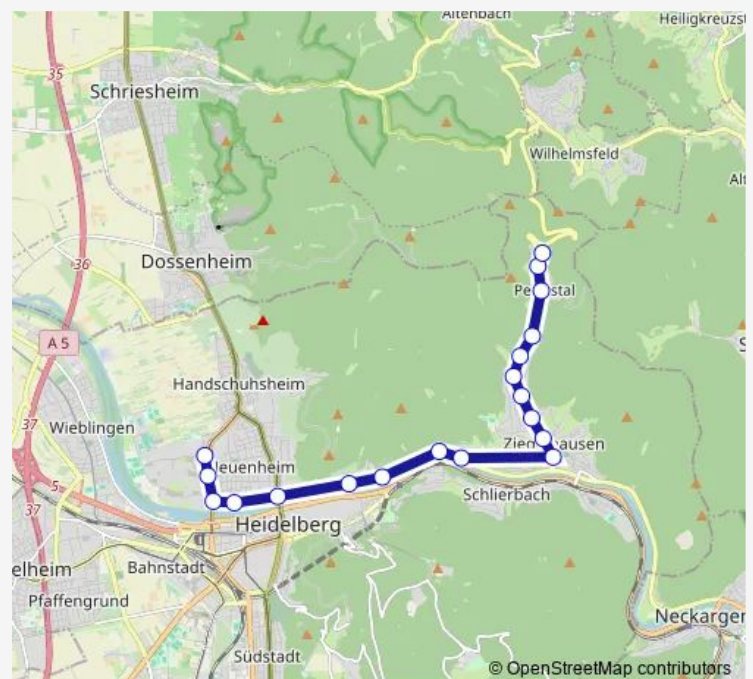 Altenbach
Heiligkreuzst
35
Schriesheim
Wilhelmsfeld
Alt
Dossenheim
36
A 5
Handschuhsheim
Wieblingen
37
5
37
Neuenheim
Schlierbach
Heidelberg
elheim
Bahnstadt
Pfaffengrund
Neckarger
Südstadt
© OpenStreetMap contributors